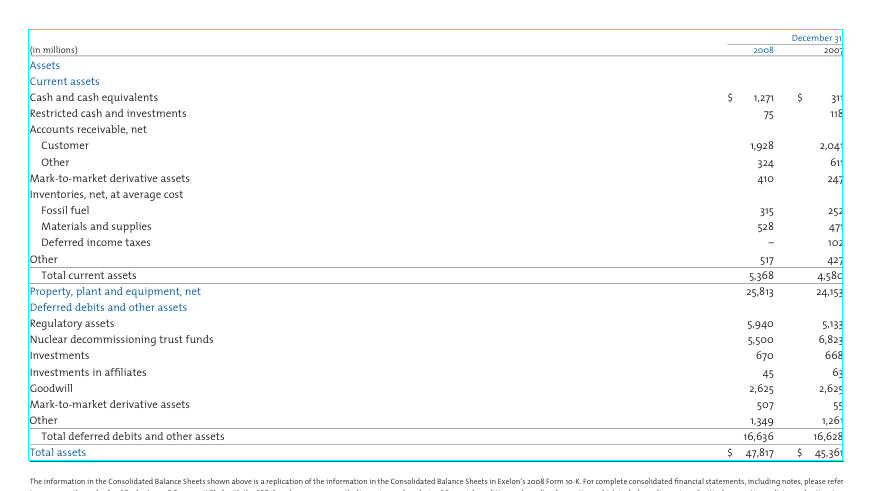 December 31
(in millions) 2008 2007
Assets
Current assets
Cash and cash equivalents $ 1,271 $ 311
Restricted cash and investments 75 118
Accounts receivable, net
Customer 1,928 2,041
Other 324 611
Mark-to-market derivative assets 410 247
Inventories, net, at average cost
Fossil fuel 315 252
Materials and supplies 528 471
Deferred income taxes – 102
Other 517 427
Total current assets 5,368 4,580
Property, plant and equipment, net 25,813 24,153
Deferred debits and other assets
Regulatory assets 5,940 5,133
Nuclear decommissioning trust funds 5,500 6,823
Investments 670 668
Investments in affiliates 45 63
Goodwill 2,625 2,625
Mark-to-market derivative assets 507 55
Other 1,349 1,261
Total deferred debits and other assets 16,636 16,628
Total assets $ 47,817 $ 45,361
The information in the Consolidated Balance Sheets shown above is a replication of the information in the Consolidated Balance Sheets in Exelon's 2008 Form 10-K. For complete consolidated financial statements, including notes, please refer